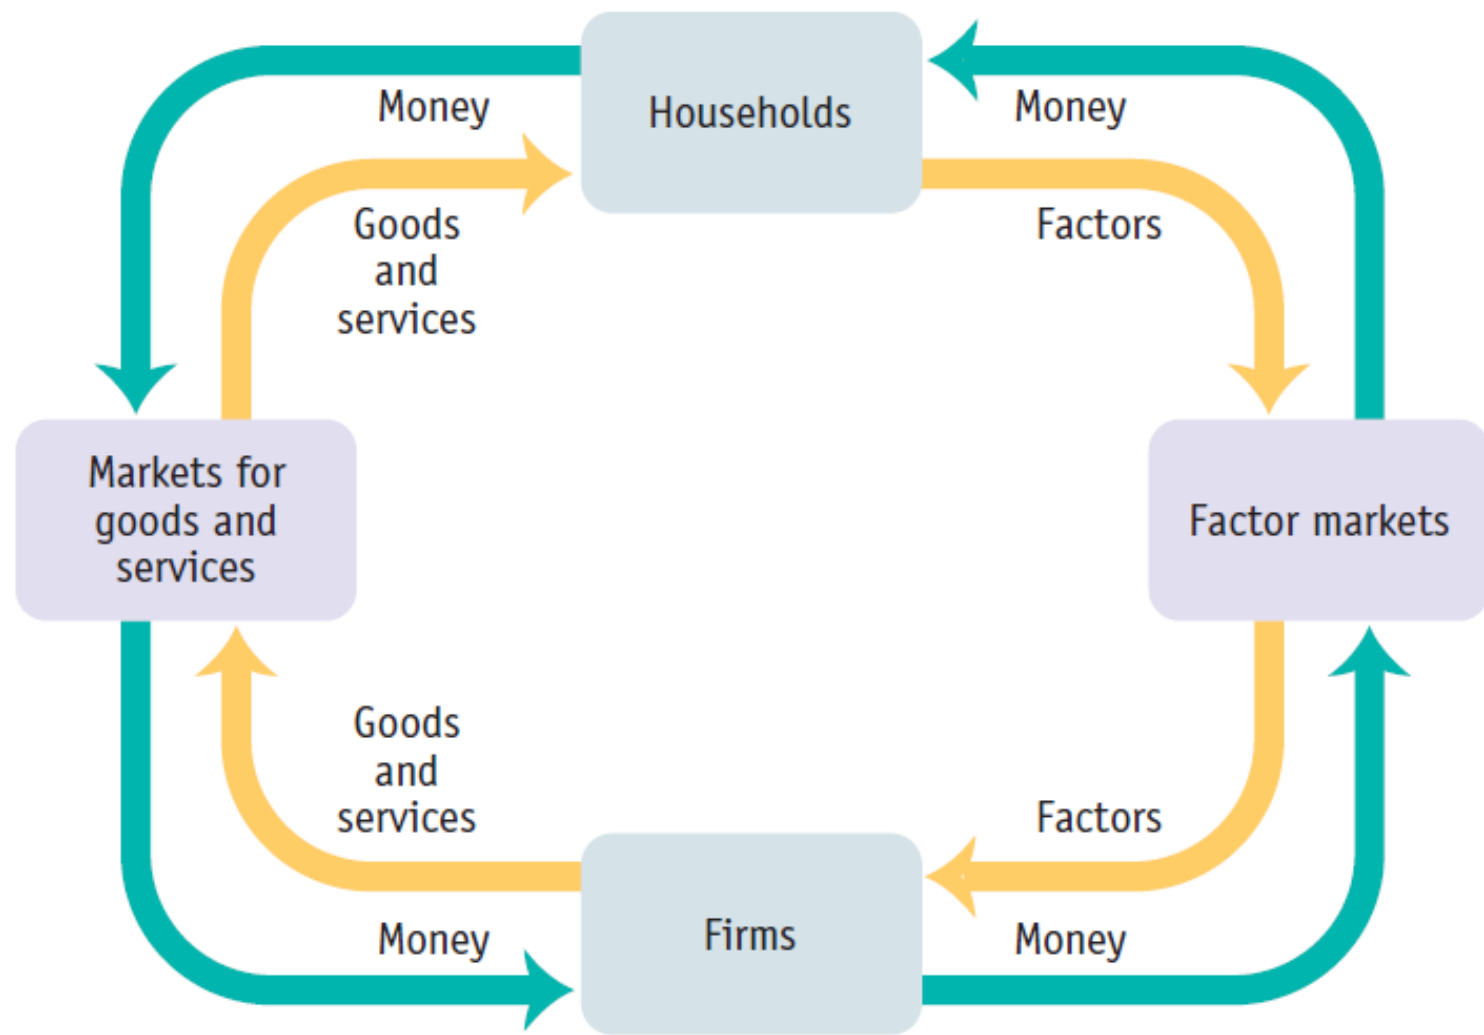 Households
Money
Money
Goods
and
services
Factors
Markets for
goods and
services
Factor markets
Goods
and
services
Factors
Money
Firms
Money